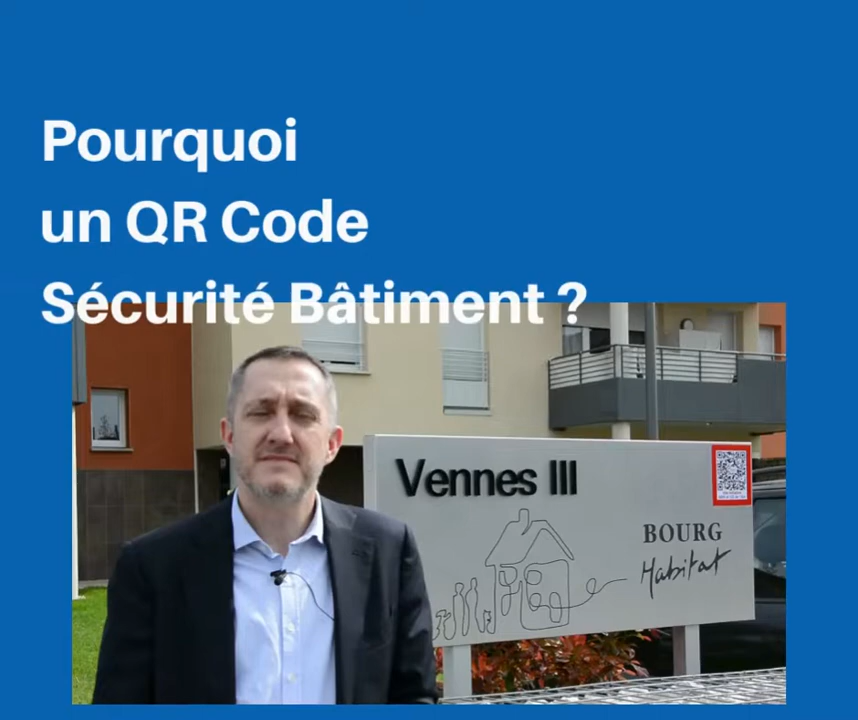 Pourquoi
un QR Code
Sécurité Bâtiment ?
Vennes III
BOURG
Habitat